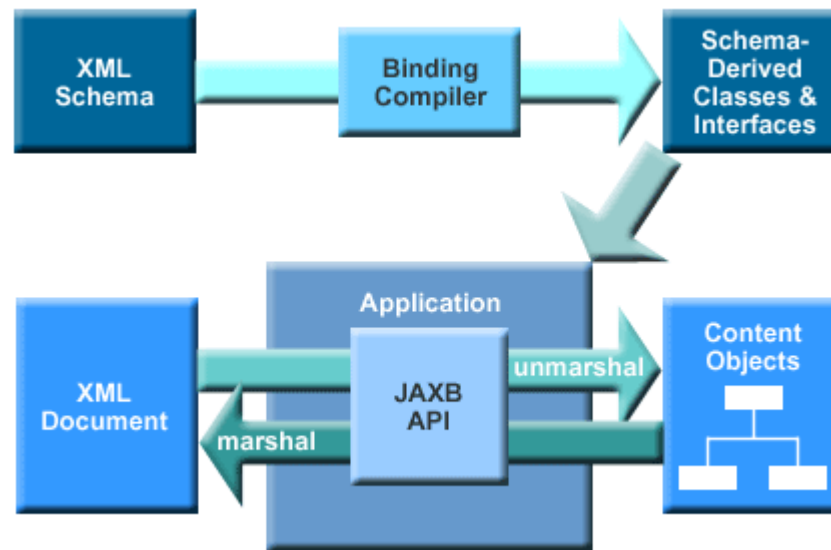 XML
Schema
Binding
Compiler
Schema-
Derived
Classes &
Interfaces
Application
XML
Document
JAXB
API
unmarshal
marshal
Content
Objects